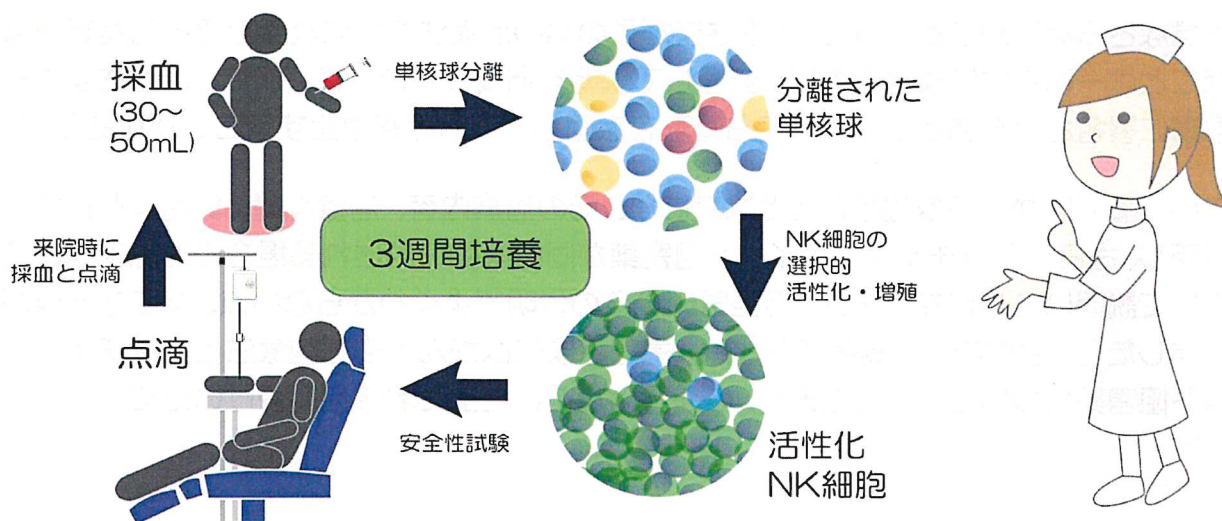 採血
(30～
50mL)
単核球分離
分離された
単核球
NK細胞の
選択的
活性化・増殖
活性化
NK細胞
安全性試験
点滴
来院時に
採血と点滴
3週間培養